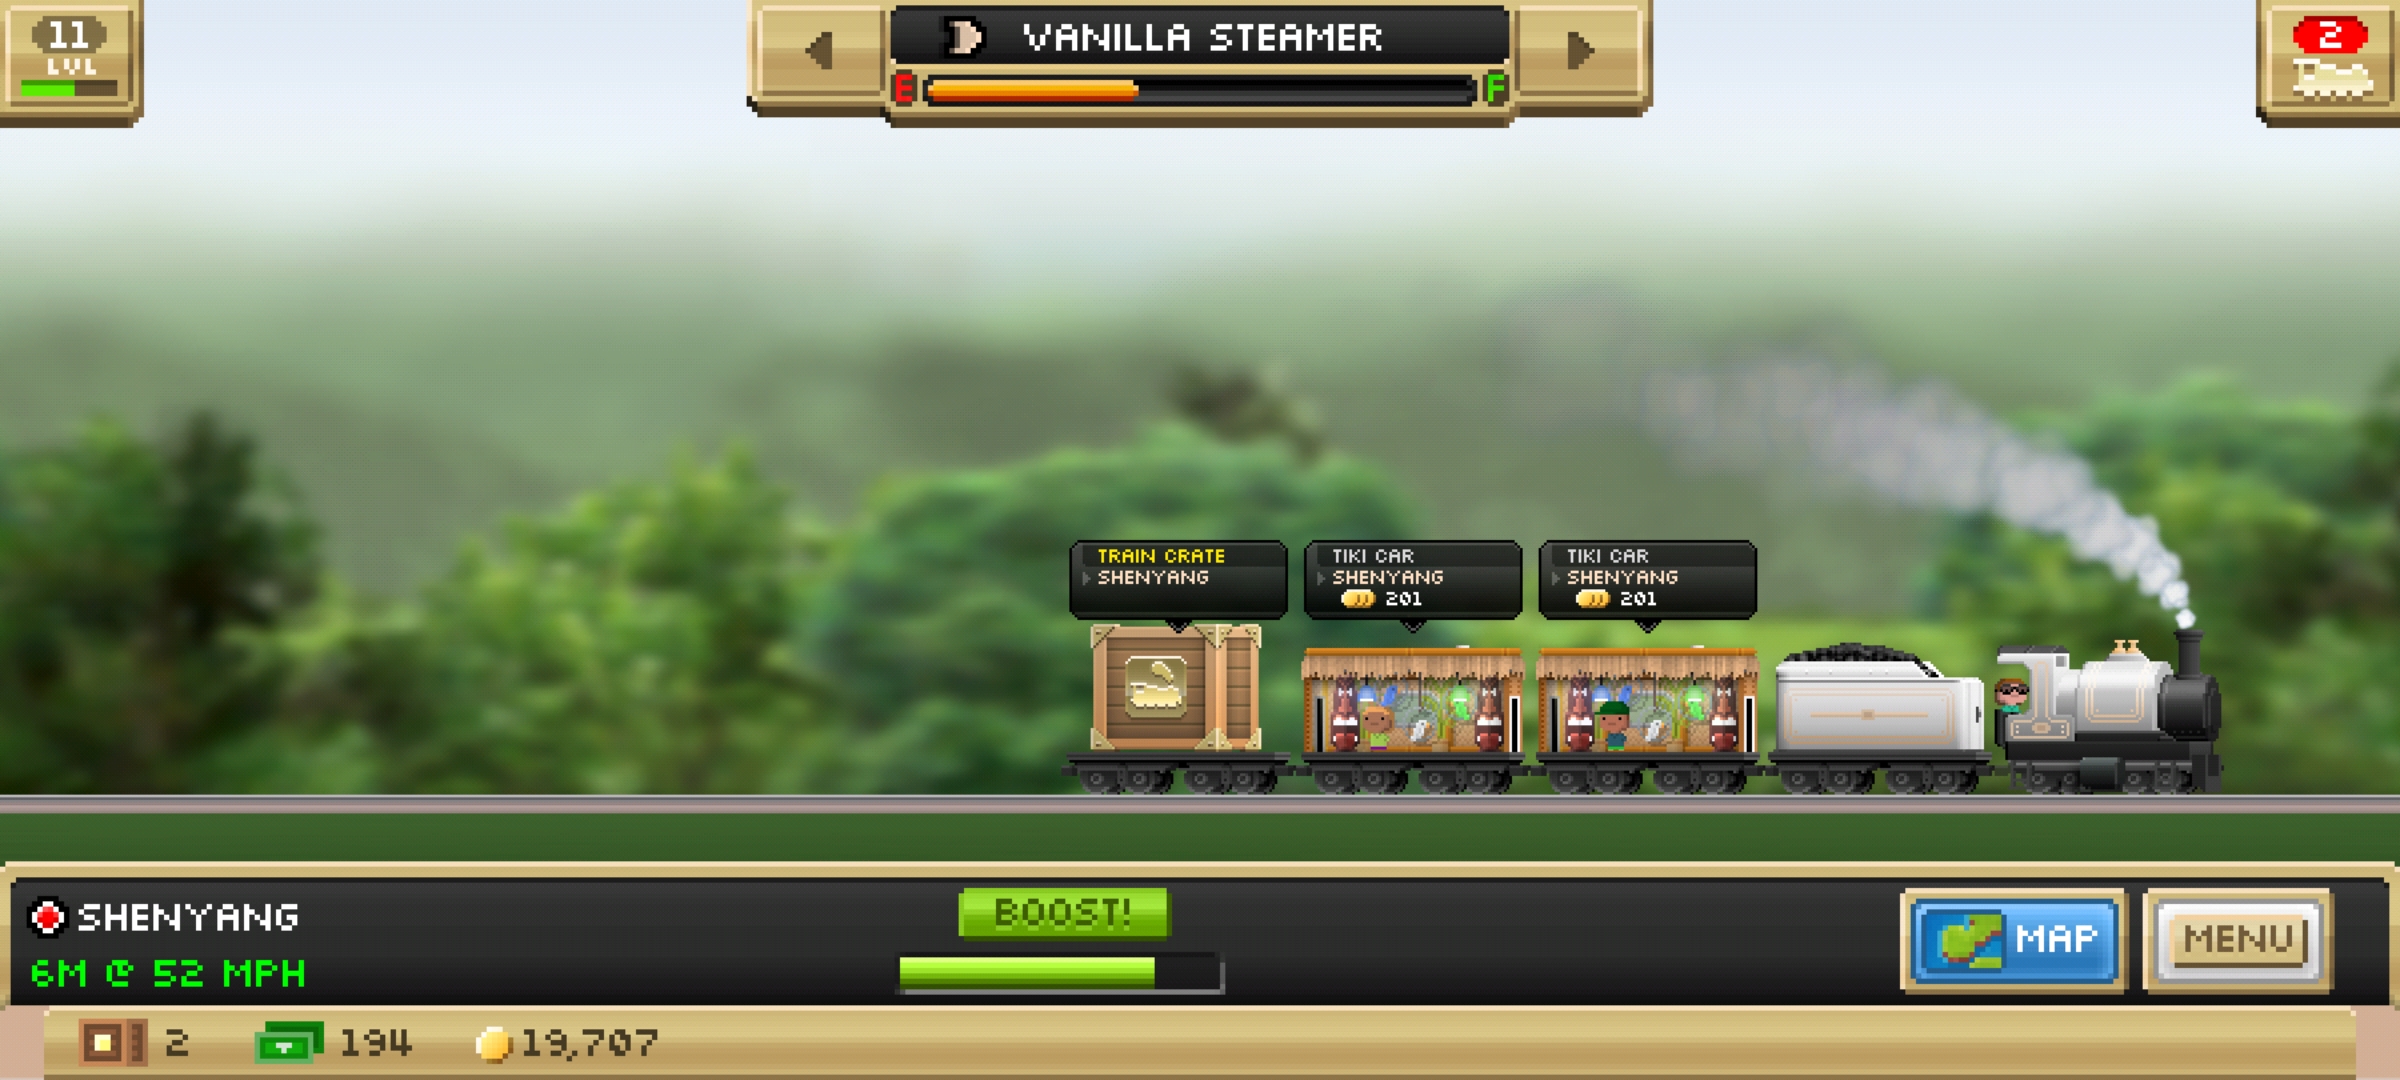 11
LVL
VANILLA STEAMER
E
F
2
TRAIN CRATE
SHENYANG
TIKI CAR
SHENYANG
201
TIKI CAR
SHENYANG
201
SHENYANG
6M @ 52 MPH
BOOST!
MAP
MENU
2
194
19,707